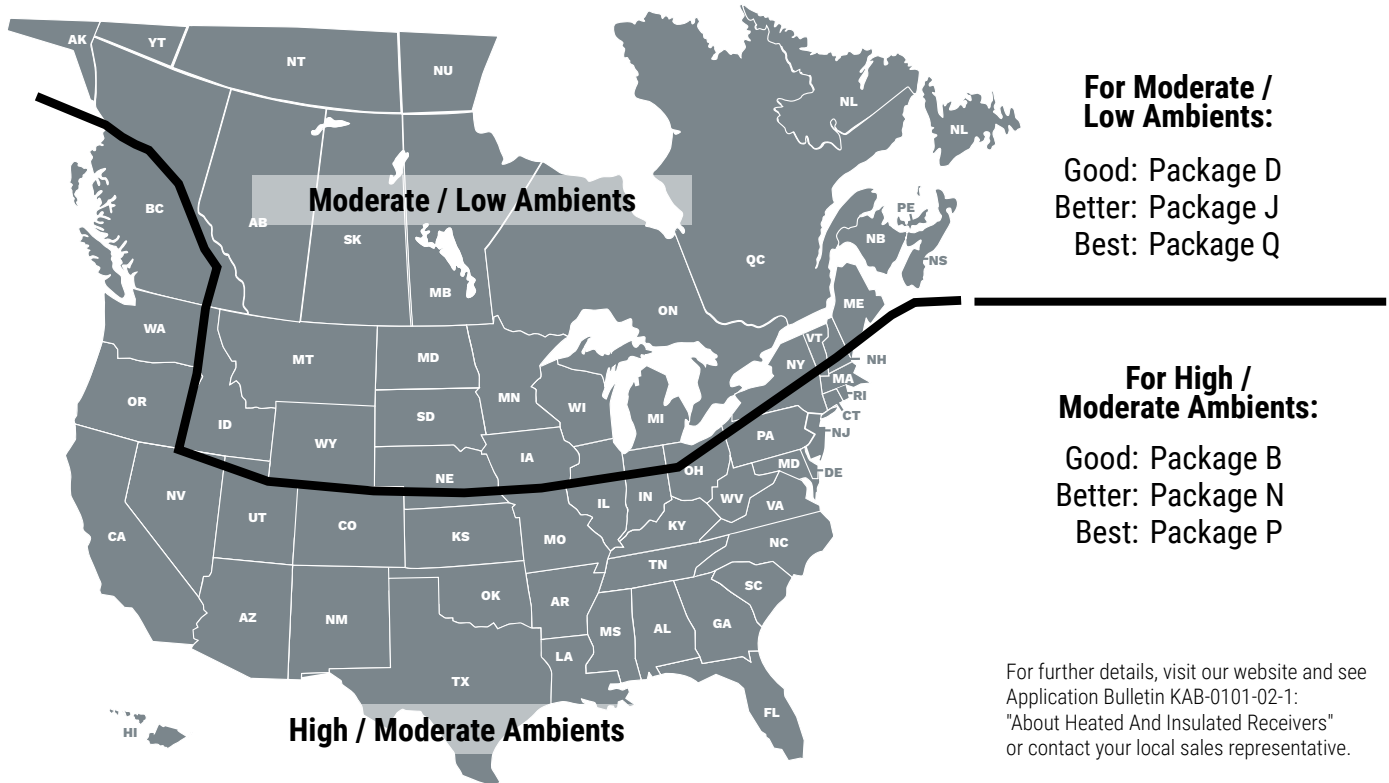 AK
YT
NT
NU
NL
NL
BC
AB
SK
MB
ON
QC
PE
NB
NS
Moderate / Low Ambients
WA
MT
MD
MN
WI
MI
NY
VT
ME
NH
MA
RI
CT
NJ
OR
ID
WY
SD
NE
IA
IL
IN
OH
PA
MD
DE
WV
VA
CA
NV
UT
CO
KS
MO
KY
NC
TN
SC
AZ
NM
OK
AR
MS
AL
GA
LA
TX
FL
HI
High / Moderate Ambients
For Moderate /
Low Ambients:
Good: Package D
Better: Package J
Best: Package Q
For High /
Moderate Ambients:
Good: Package B
Better: Package N
Best: Package P
For further details, visit our website and see
Application Bulletin KAB-0101-02-1:
"About Heated And Insulated Receivers"
or contact your local sales representative.